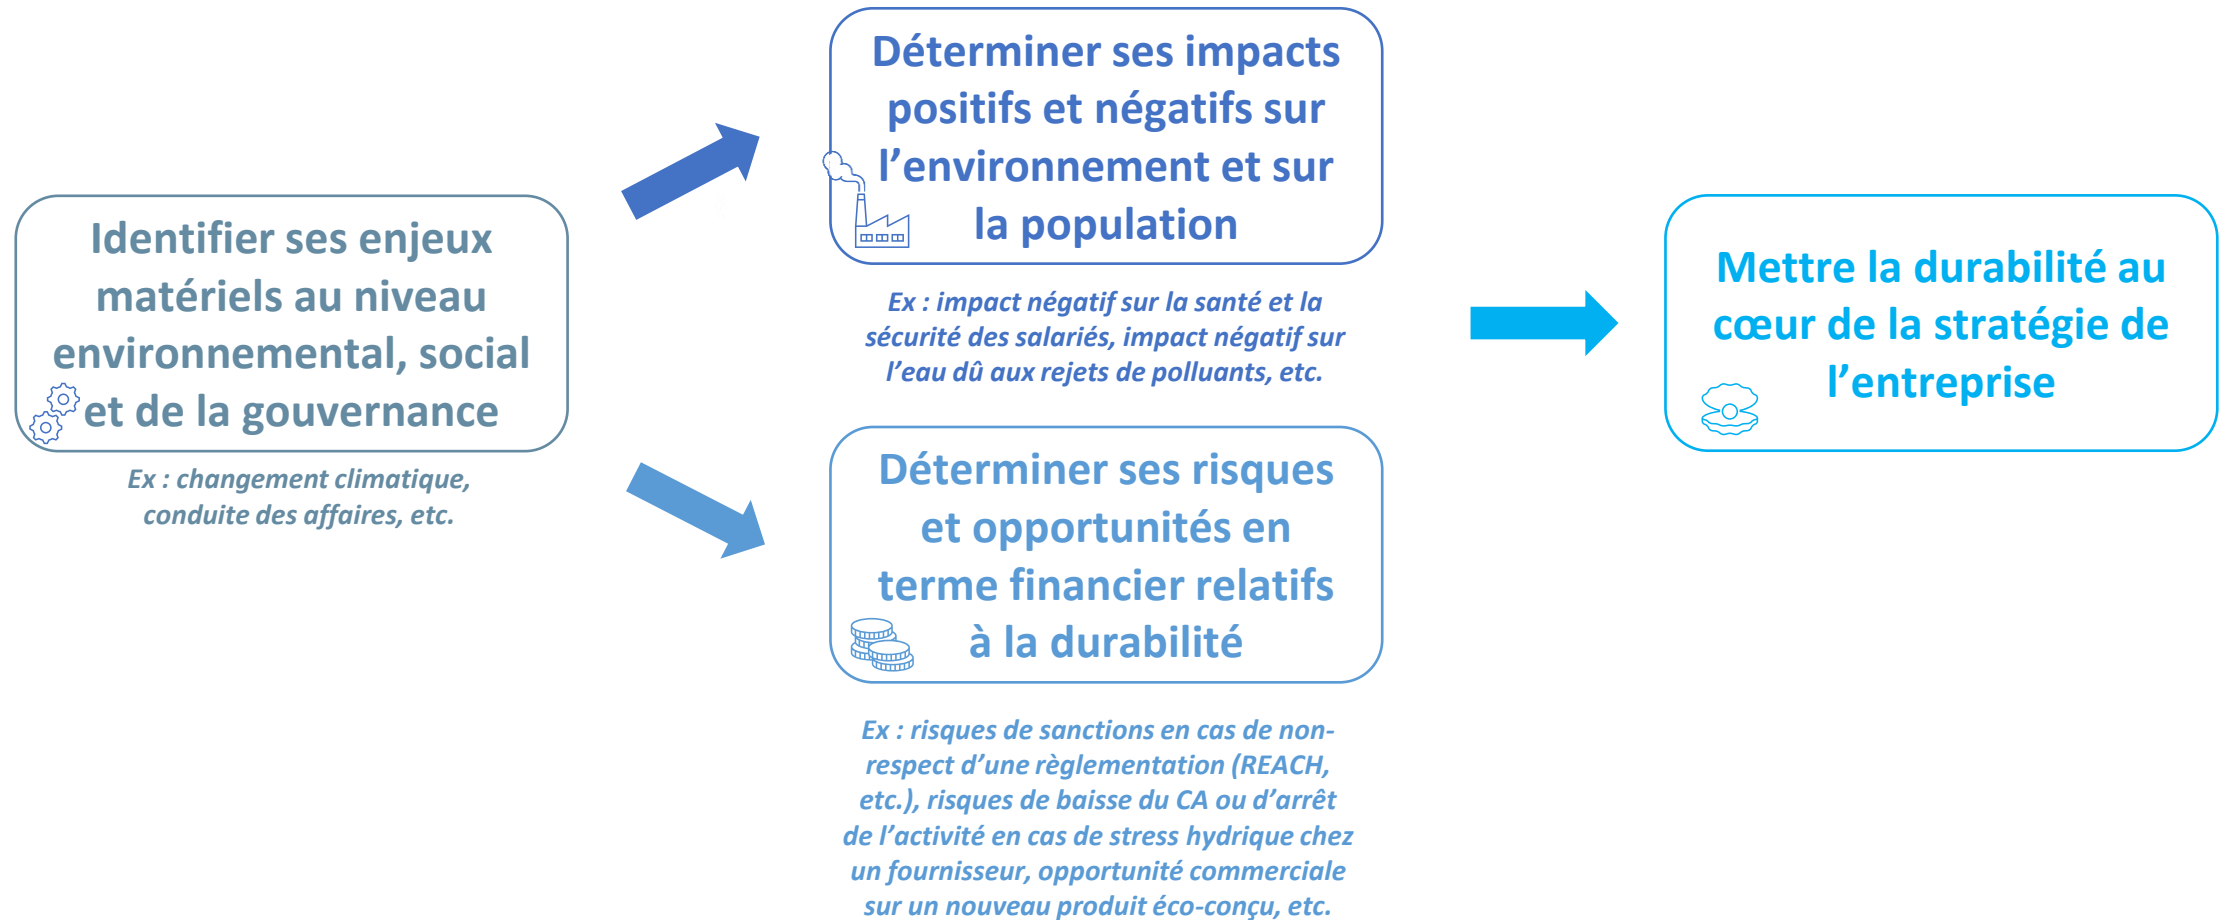 Identifier ses enjeux
matériels au niveau
environnemental, social
et de la gouvernance
Ex : changement climatique,
conduite des affaires, etc.
Déterminer ses impacts
positifs et négatifs sur
l’environnement et sur
la population
Ex : impact négatif sur la santé et la
sécurité des salariés, impact négatif sur
l’eau dû aux rejets de polluants, etc.
Déterminer ses risques
et opportunités en
terme financier relatifs
à la durabilité
Ex : risques de sanctions en cas de non-
respect d’une règlementation (REACH,
etc.), risques de baisse du CA ou d’arrêt
de l’activité en cas de stress hydrique chez
un fournisseur, opportunité commerciale
sur un nouveau produit éco-conçu, etc.
Mettre la durabilité au
cœur de la stratégie de
l’entreprise